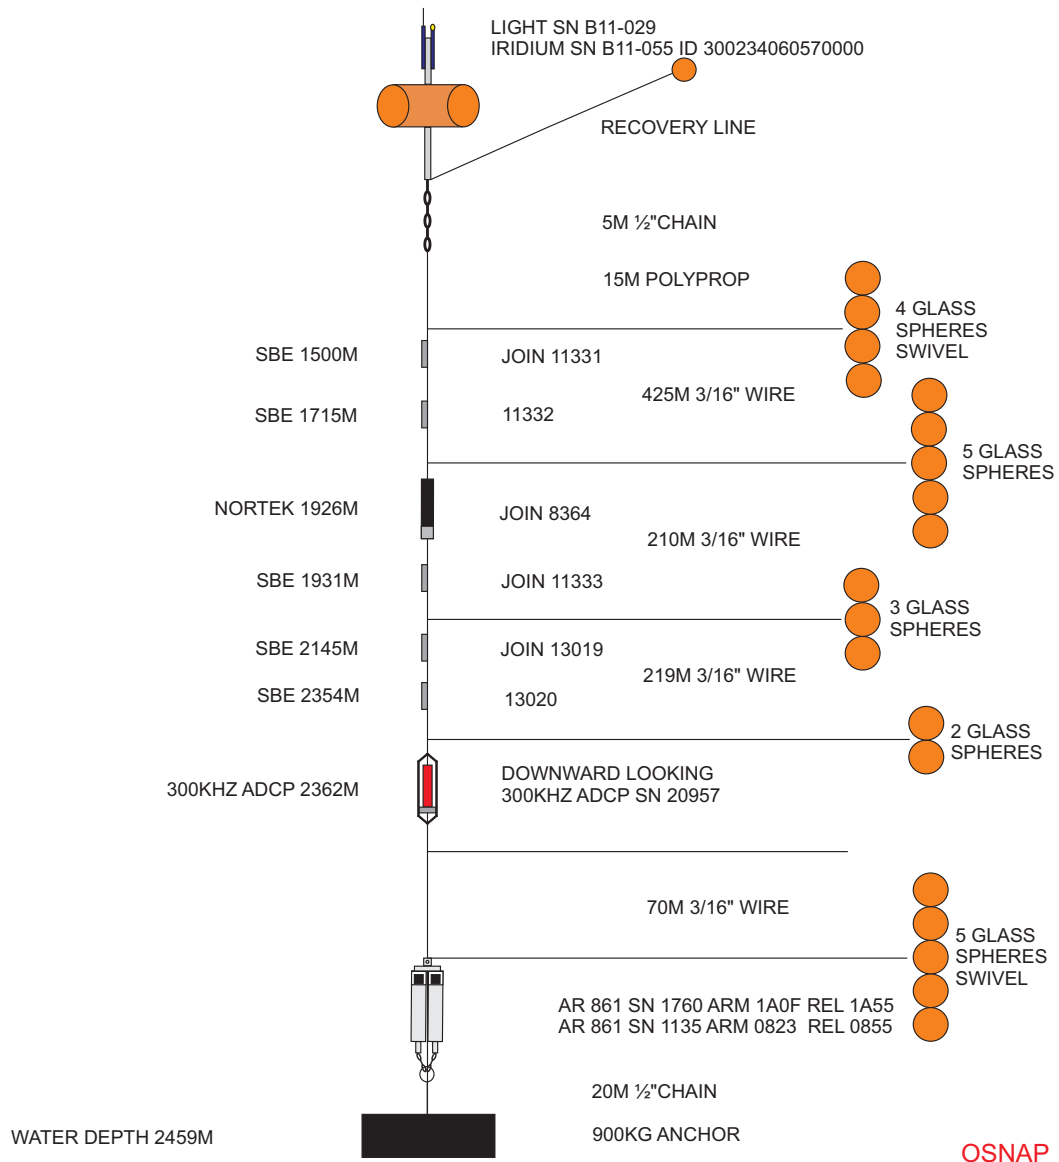 LIGHT SN B11-029
IRIDIUM SN B11-055 ID 300234060570000
RECOVERY LINE
5M ½"CHAIN
15M POLYPROP
4 GLASS
SPHERES
SWIVEL
SBE 1500M
JOIN 11331
425M 3/16" WIRE
SBE 1715M
11332
5 GLASS
SPHERES
NORTEK 1926M
JOIN 8364
210M 3/16" WIRE
SBE 1931M
JOIN 11333
3 GLASS
SPHERES
SBE 2145M
JOIN 13019
219M 3/16" WIRE
SBE 2354M
13020
2 GLASS
SPHERES
300KHZ ADCP 2362M
DOWNWARD LOOKING
300KHZ ADCP SN 20957
70M 3/16" WIRE
5 GLASS
SPHERES
SWIVEL
AR 861 SN 1760 ARM 1A0F REL 1A55
AR 861 SN 1135 ARM 0823 REL 0855
20M ½"CHAIN
WATER DEPTH 2459M
900KG ANCHOR
OSNAP